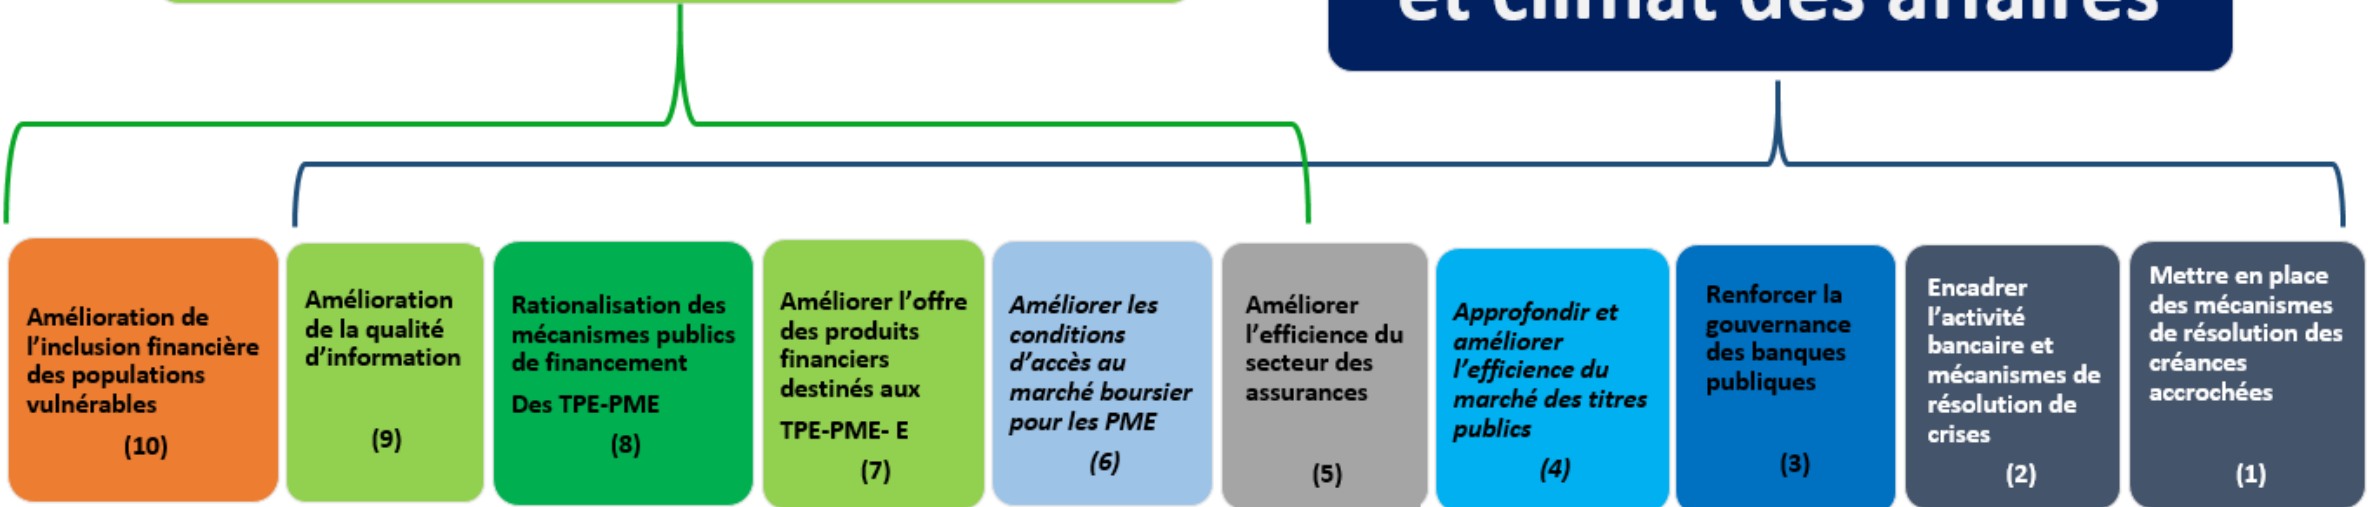 et climat des affaires
Amélioration de
l’inclusion financière
des populations
vulnérables
(10)
Amélioration
de la qualité
d’information
(9)
Rationalisation des
mécanismes publics
de financement
Des TPE-PME
(8)
Améliorer l’offre
des produits
financiers
destinés aux
TPE-PME- E
(7)
Améliorer les
conditions
d’accès au
marché boursier
pour les PME
(6)
Améliorer
l’efficience du
secteur des
assurances
(5)
Approfondir et
améliorer
l’efficience du
marché des titres
publics
(4)
Renforcer la
gouvernance
des banques
publiques
(3)
Encadrer
l’activité
bancaire et
mécanismes de
résolution de
crises
(2)
Mettre en place
des mécanismes
de résolution des
créances
accrochées
(1)